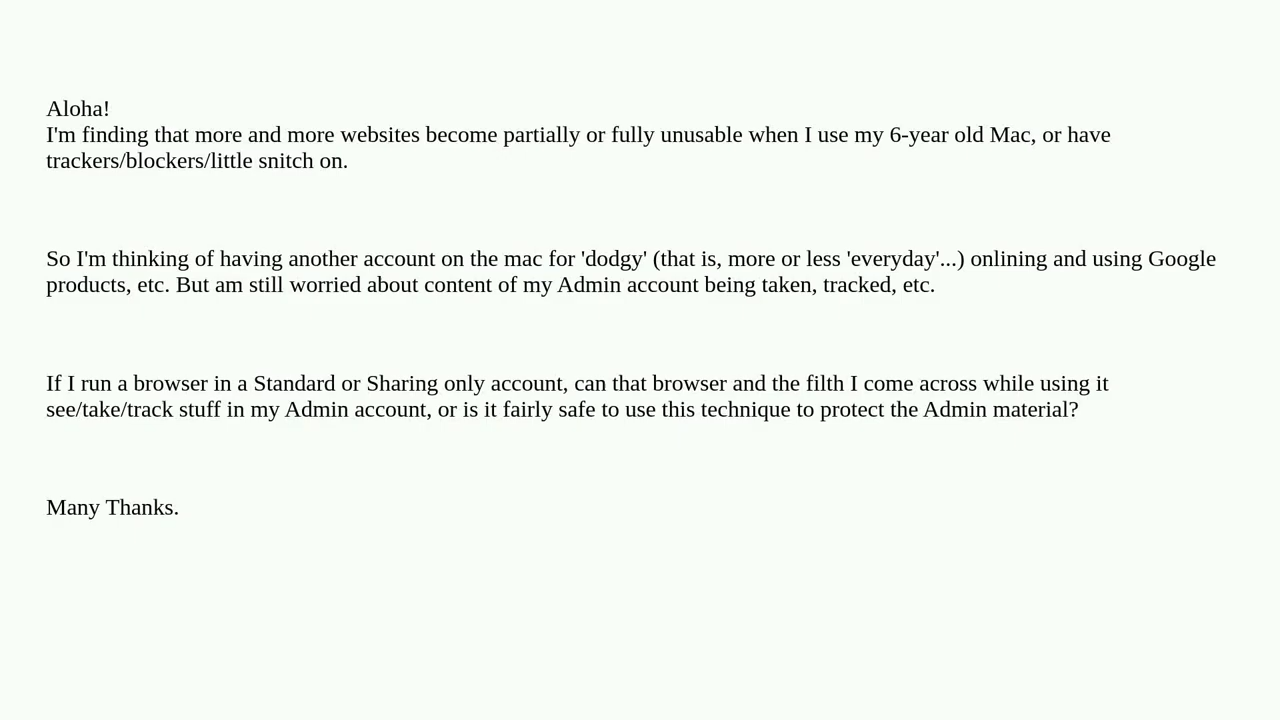 Aloha!
I'm finding that more and more websites become partially or fully unusable when I use my 6-year old Mac, or have
trackers/blockers/little snitch on.
So I'm thinking of having another account on the mac for 'dodgy' (that is, more or less 'everyday'...) onlining and using Google
products, etc. But am still worried about content of my Admin account being taken, tracked, etc.
If I run a browser in a Standard or Sharing only account, can that browser and the filth I come across while using it
see/take/track stuff in my Admin account, or is it fairly safe to use this technique to protect the Admin material?
Many Thanks.